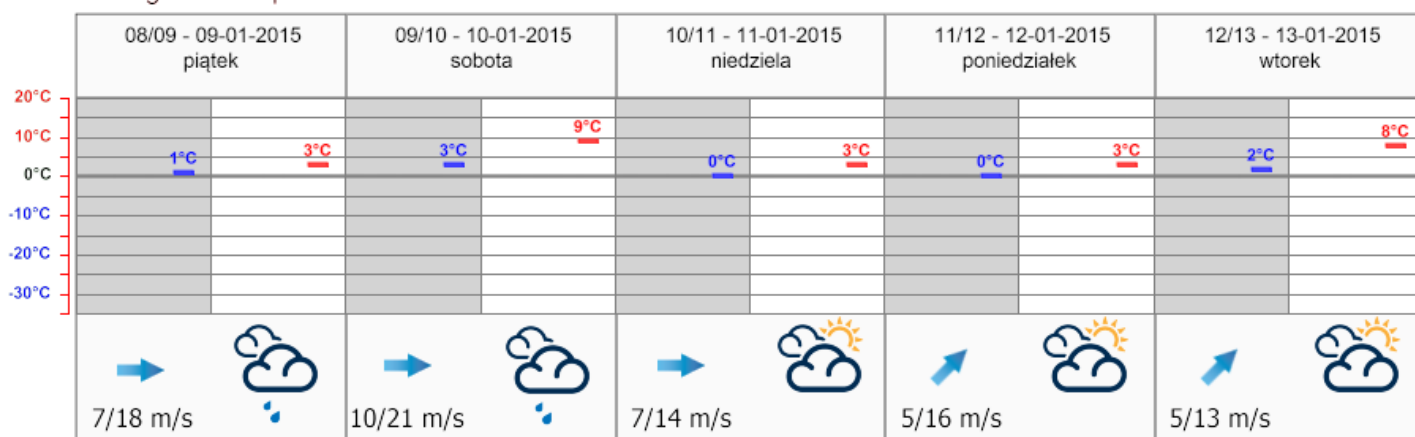 08/09 - 09-01-2015
piątek
09/10 - 10-01-2015
sobota
10/11 - 11-01-2015
niedziela
11/12 - 12-01-2015
poniedziałek
12/13 - 13-01-2015
wtorek
20°C
10°C
0°C
-10°C
-20°C
-30°C
1°C
3°C
3°C
9°C
0°C
3°C
0°C
3°C
2°C
8°C
7/18 m/s
10/21 m/s
7/14 m/s
5/16 m/s
5/13 m/s